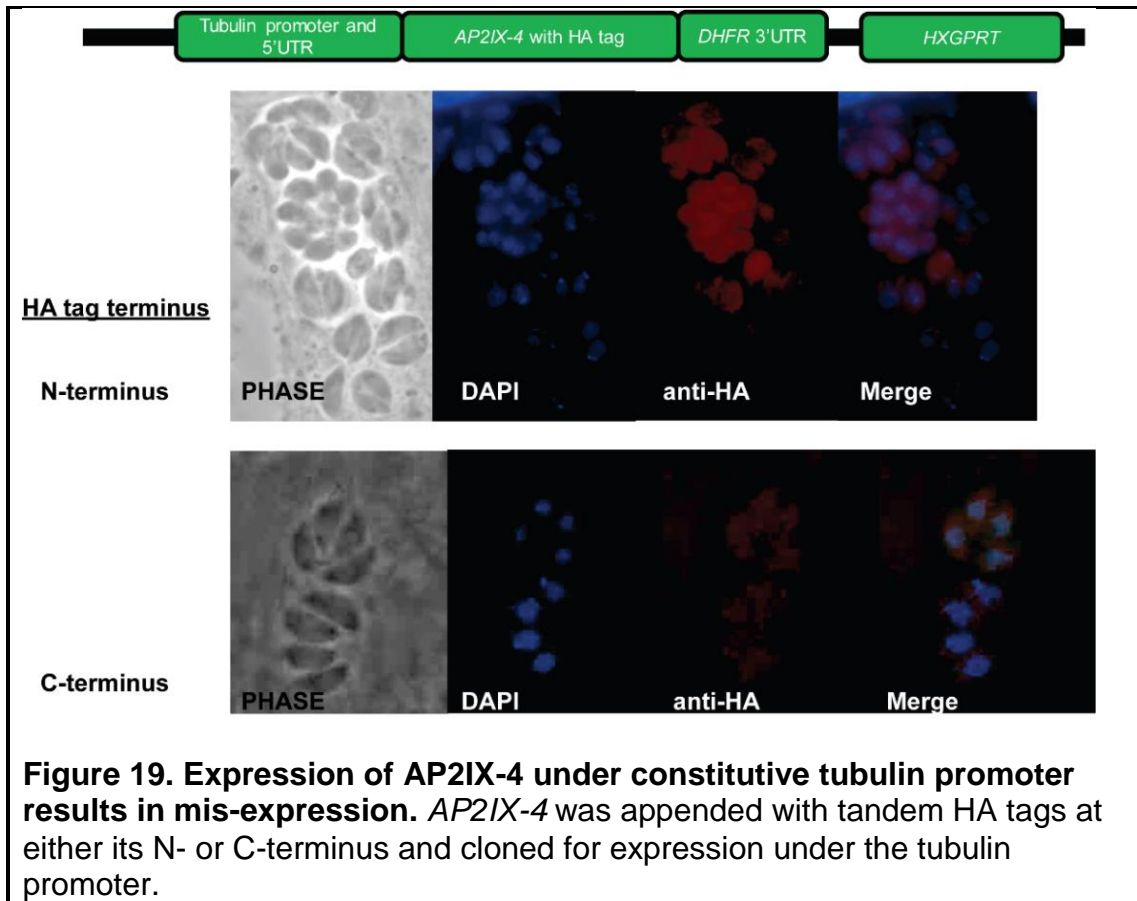 Tubulin promoter and
5'UTR
AP2IX-4 with HA tag
DHFR 3'UTR
HXGPRT
HA tag terminus
N-terminus
PHASE
DAPI
anti-HA
Merge
C-terminus
PHASE
DAPI
anti-HA
Merge
Figure 19. Expression of AP2IX-4 under constitutive tubulin promoter
results in mis-expression. AP2IX-4 was appended with tandem HA tags at
either its N- or C-terminus and cloned for expression under the tubulin
promoter.